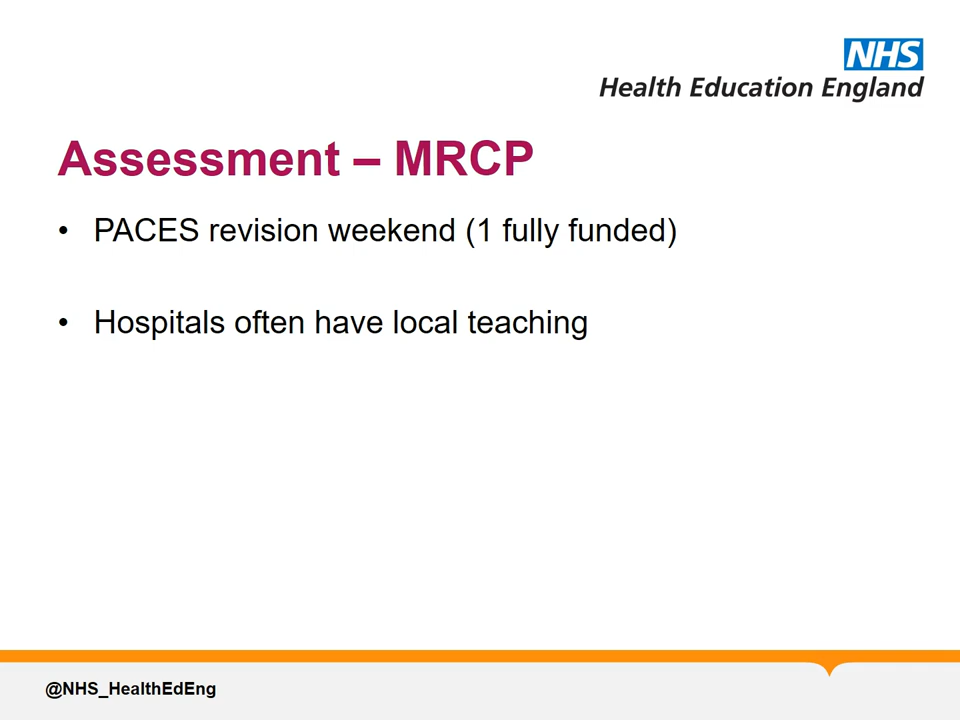 NHS
Health Education England
Assessment – MRCP
• PACES revision weekend (1 fully funded)
• Hospitals often have local teaching
@NHS_HealthEdEng